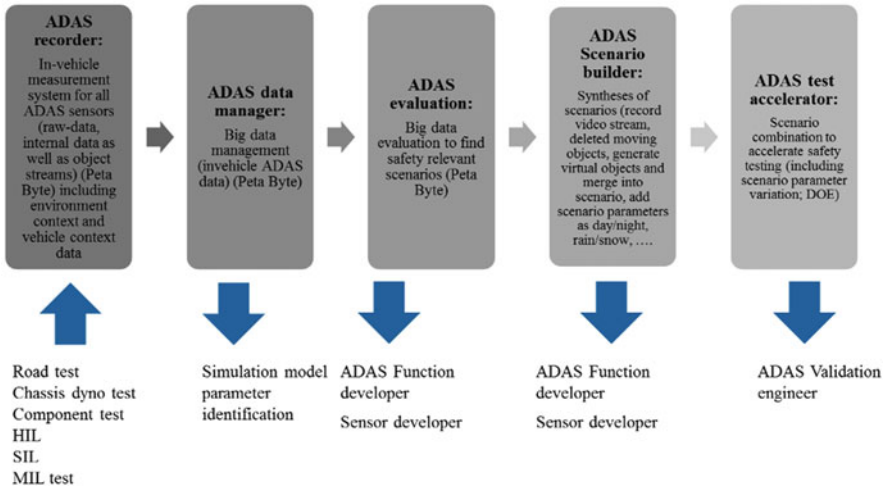 ADAS
recorder:
In-vehicle
measurement
system for all
ADAS sensors
(raw-data,
internal data as
well as object
streams) (Peta
Byte) including
environment
context and
vehicle context
data
ADAS data
manager:
Big data
management
(invehicle ADAS
data) (Peta Byte)
ADAS
evaluation:
Big data
evaluation to find
safety relevant
scenarios (Peta
Byte)
ADAS
Scenario
builder:
Syntheses of
scenarios (record
video stream,
deleted moving
objects, generate
virtual objects and
merge into
scenario, add
scenario parameters
as day/night,
rain/snow, ....
ADAS test
accelerator:
Scenario
combination to
accelerate safety
testing (including
scenario parameter
variation; DOE)
Road test
Chassis dyno test
Component test
HIL
SIL
MIL test
Simulation model
parameter
identification
ADAS Function
developer
Sensor developer
ADAS Function
developer
Sensor developer
ADAS Validation
engineer